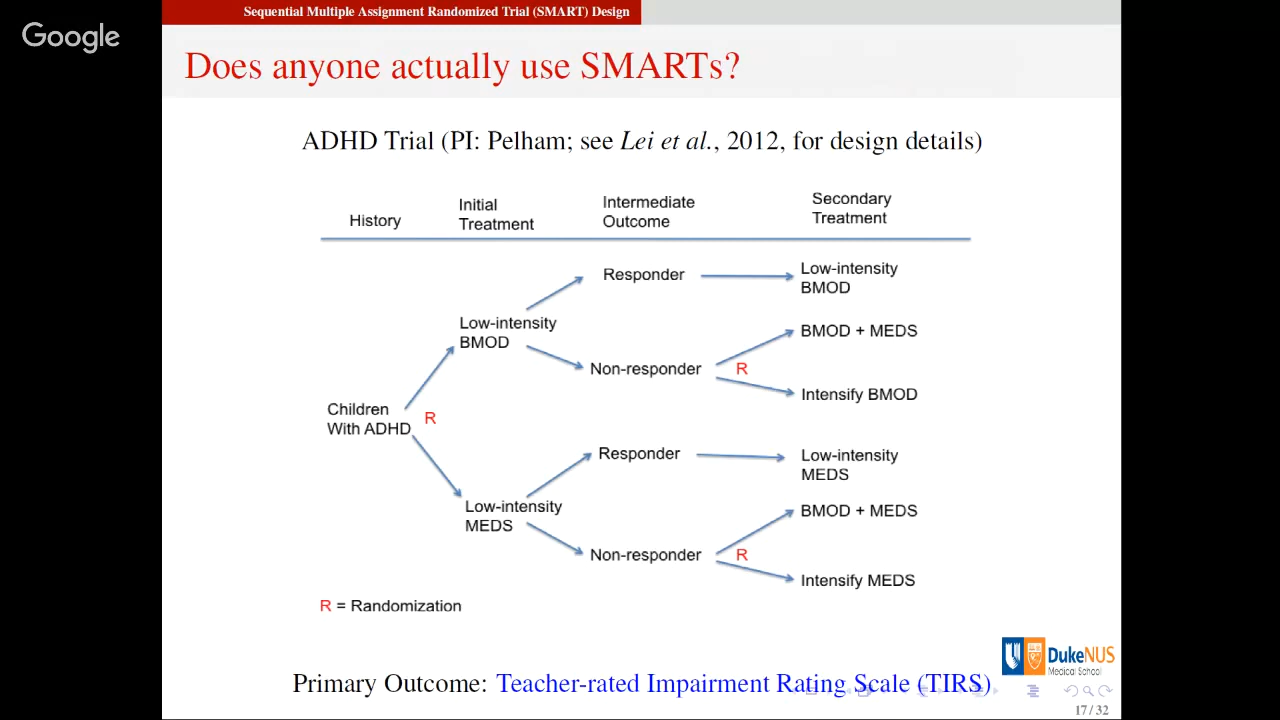 Sequential Multiple Assignment Randomized Trial (SMART) Design
Google
Does anyone actually use SMARTs?
ADHD Trial (PI: Pelham; see Lei et al., 2012, for design details)
History
Initial
Treatment
Intermediate
Outcome
Secondary
Treatment
Responder
Low-intensity
BMOD
Low-intensity
BMOD
BMOD + MEDS
Non-responder
R
Intensify BMOD
Children
With ADHD
R
Responder
Low-intensity
MEDS
Low-intensity
MEDS
BMOD + MEDS
Non-responder
R
Intensify MEDS
R = Randomization
DukeNUS
Medical School
Primary Outcome: Teacher-rated Impairment Rating Scale (TIRS)
17 / 32